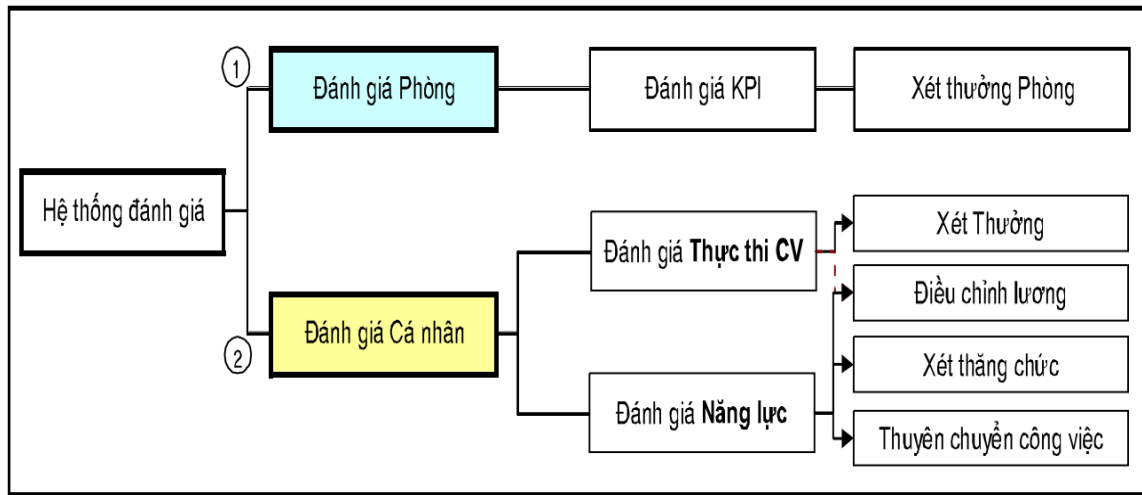 1
Đánh giá Phòng
Đánh giá KPI
Xét thưởng Phòng
Hệ thống đánh giá
2
Đánh giá Cá nhân
Đánh giá Thực thi CV
Xét Thưởng
Điều chỉnh lương
Đánh giá Năng lực
Xét thăng chức
Thuyên chuyển công việc